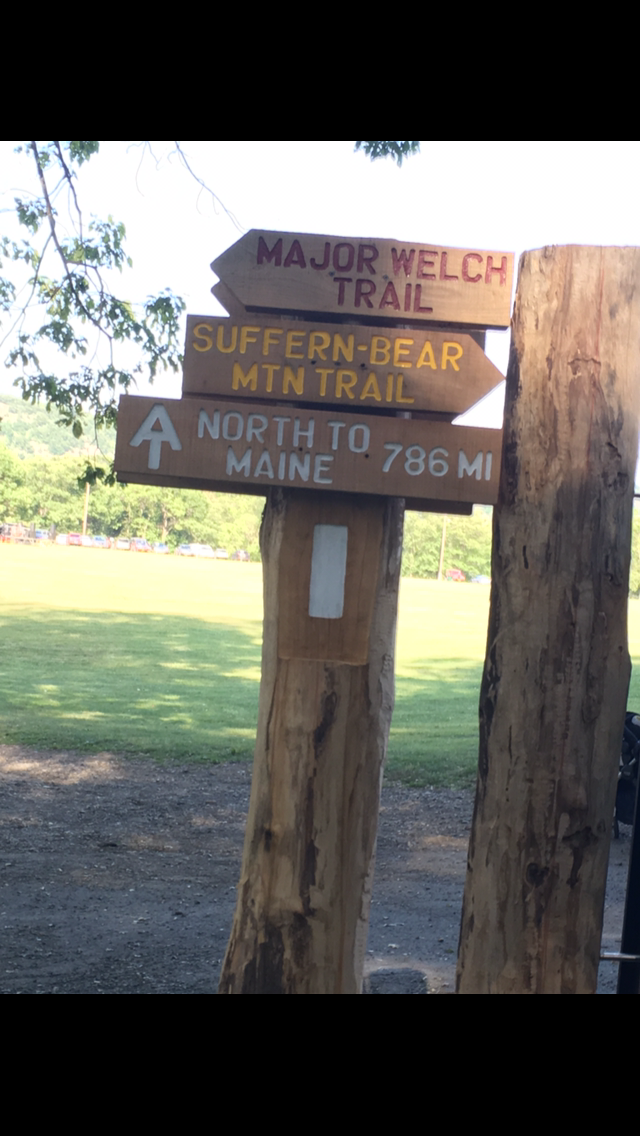 MAJOR WELCH
TRAIL
SUFFERN-BEAR
MTN TRAIL
NORTH TO
MAINE 786 MI